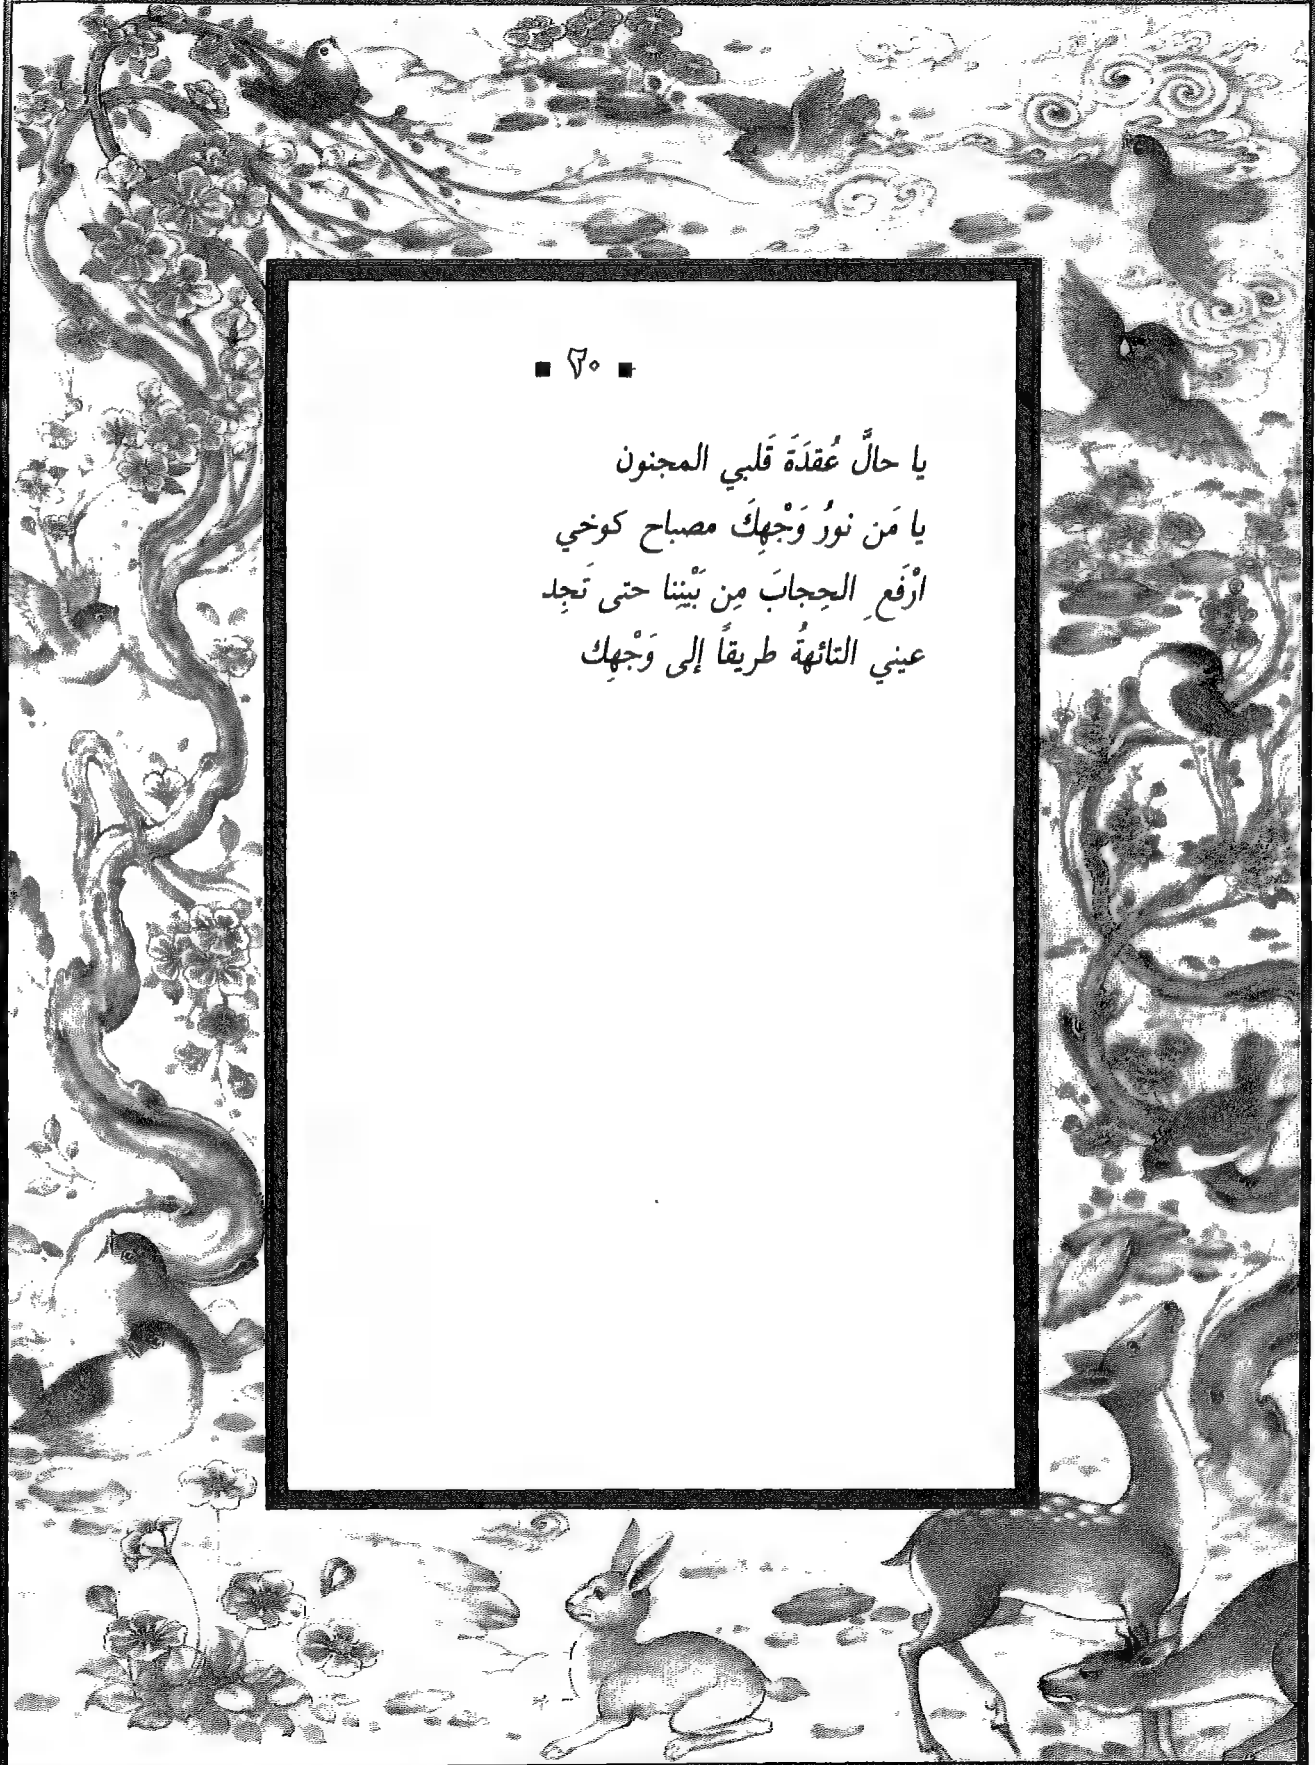 ■ ٢٠ ■
يا حالَّ عُقدَةَ قَلبي المجنون
يا مَن نورُ وَجْهِكَ مصباح كوخي
ارْفَعِ الحِجابَ مِن بَيْنِنا حتى تَجِد
عيني التائهةُ طريقاً إلى وَجْهِك